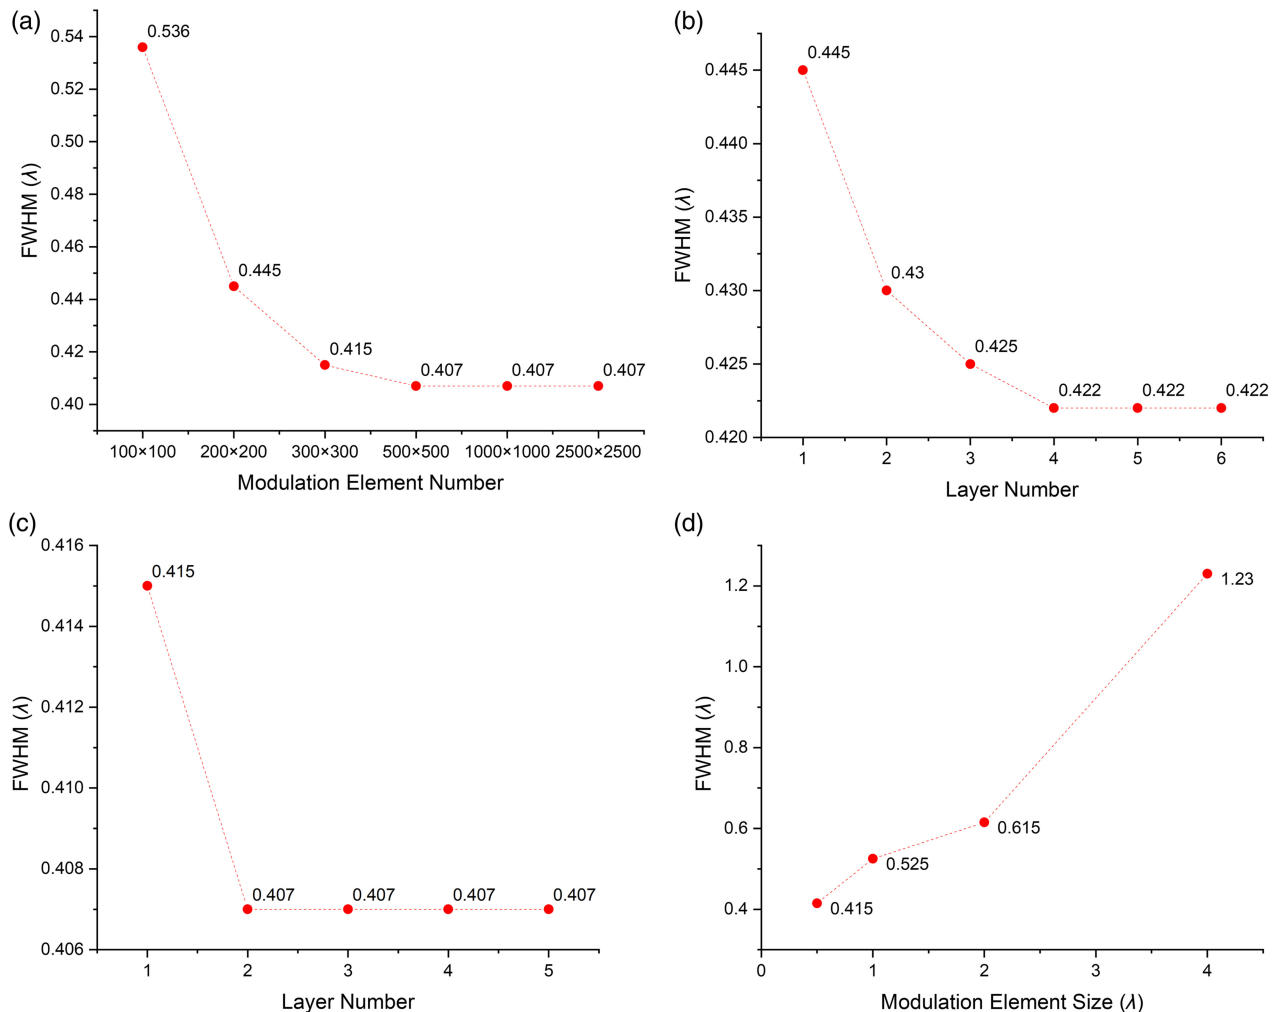 (a)
0.54
0.52
0.50
0.48
0.46
0.44
0.42
0.40
FWHM (λ)
0.536
0.445
0.415
0.407
0.407
0.407
100×100 200×200 300×300 500×500 1000×1000 2500×2500
Modulation Element Number
(b)
0.445
0.440
0.435
0.430
0.425
0.420
FWHM (λ)
0.445
0.43
0.425
0.422
0.422
0.422
1 2 3 4 5 6
Layer Number
(c)
0.416
0.414
0.412
0.410
0.408
0.406
FWHM (λ)
0.415
0.407
0.407
0.407
0.407
1 2 3 4 5
Layer Number
(d)
1.2
1.0
0.8
0.6
0.4
FWHM (λ)
1.23
0.615
0.525
0.415
0 1 2 3 4
Modulation Element Size (λ)